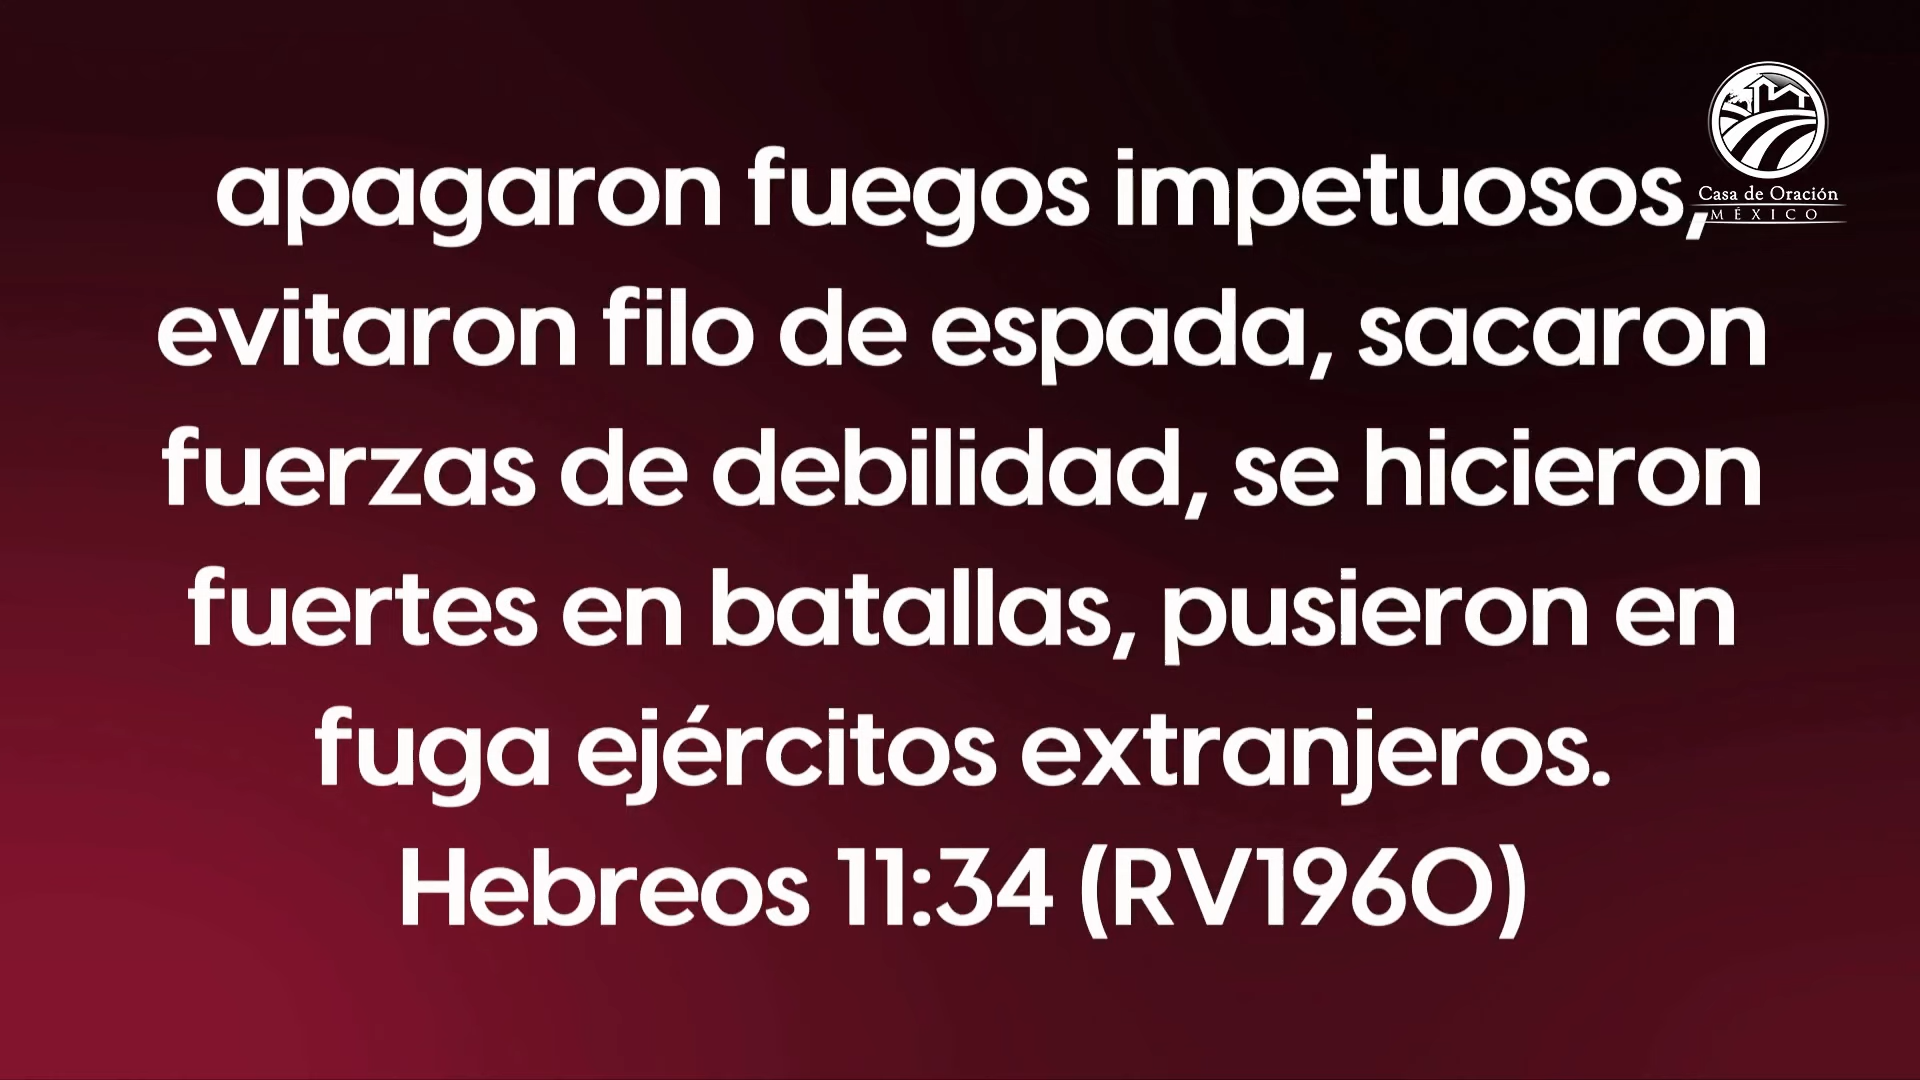 apagaron fuegos impetuosos,
evitaron filo de espada, sacaron
fuerzas de debilidad, se hicieron
fuertes en batallas, pusieron en
fuga ejércitos extranjeros.
Hebreos 11:34 (RV1960)
Casa de Oración
MÉXICO